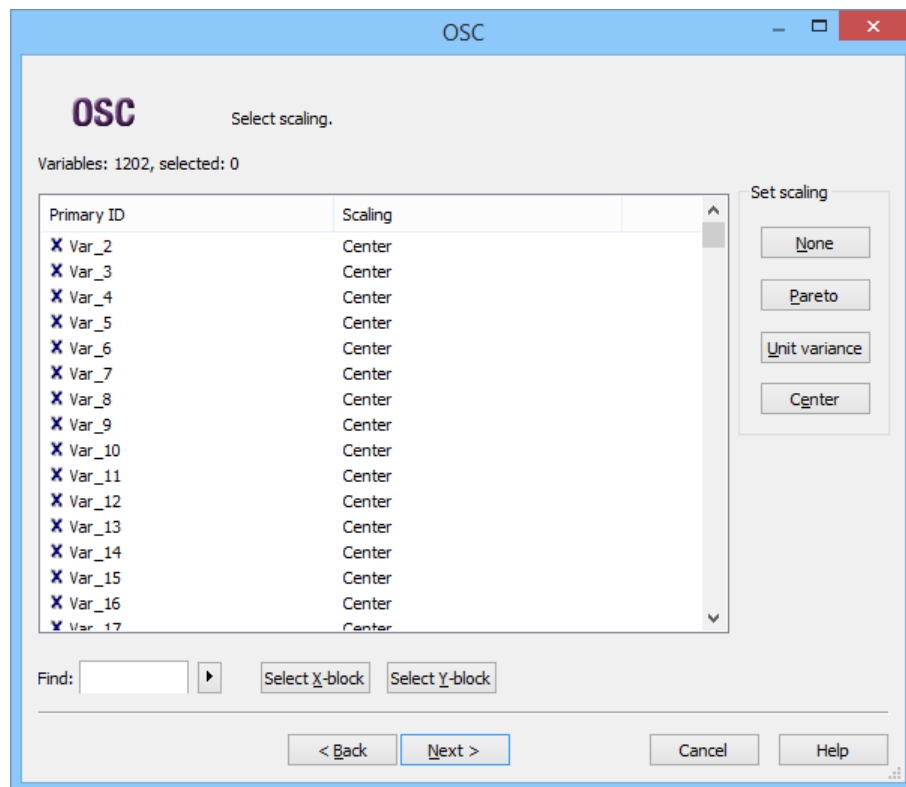 OSC
OSC Select scaling.
Variables: 1202, selected: 0
Primary ID Scaling
X Var_2 Center
X Var_3 Center
X Var_4 Center
X Var_5 Center
X Var_6 Center
X Var_7 Center
X Var_8 Center
X Var_9 Center
X Var_10 Center
X Var_11 Center
X Var_12 Center
X Var_13 Center
X Var_14 Center
X Var_15 Center
X Var_16 Center
X Var_17 Center
Set scaling
None
Pareto
Unit variance
Center
Find: Select X-block Select Y-block
< Back Next > Cancel Help